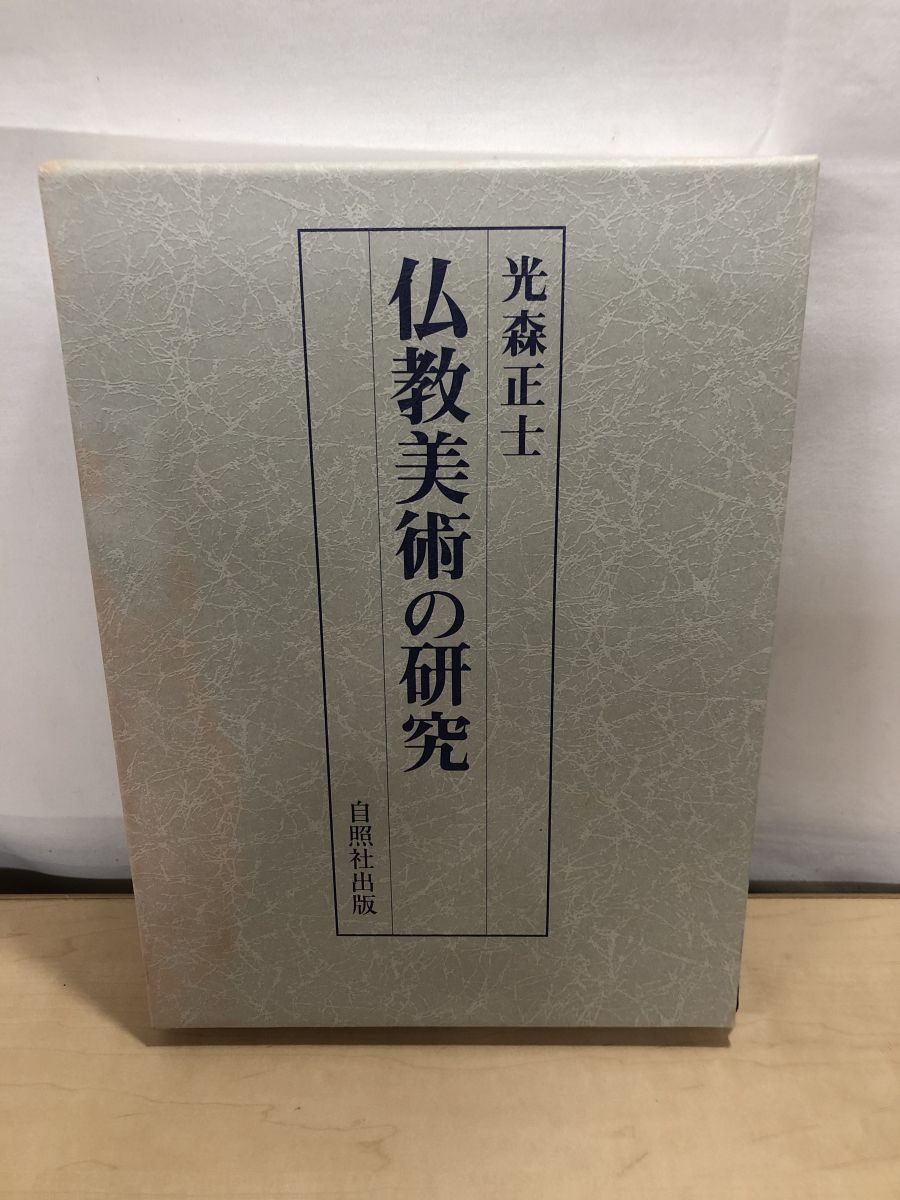 光森正士
仏教美術の研究
自照社出版